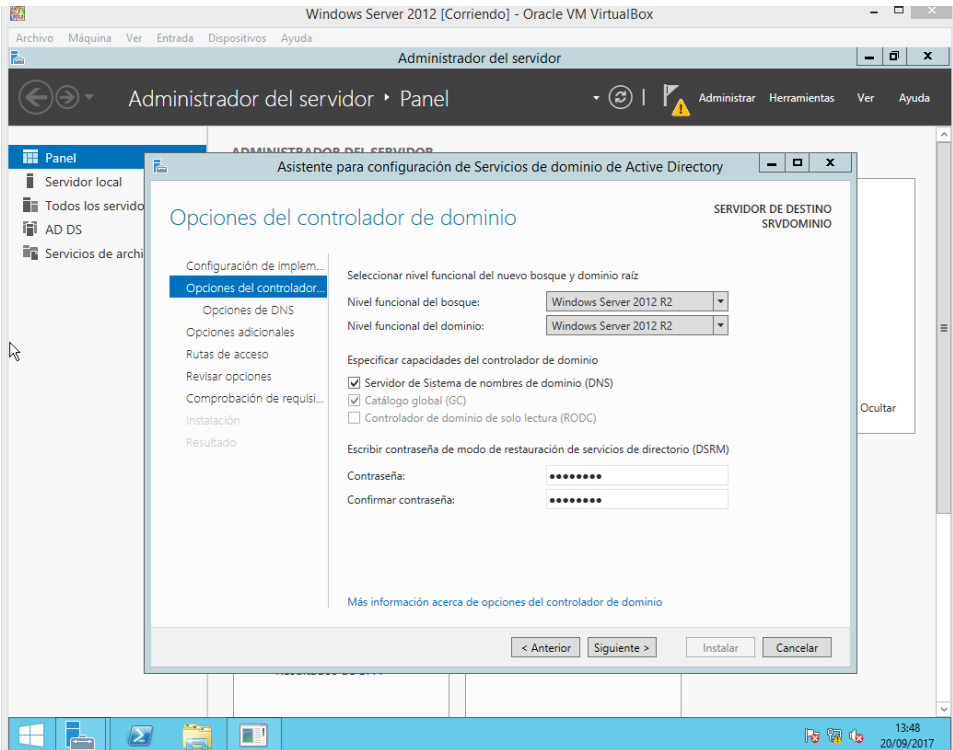 Windows Server 2012 [Corriendo] - Oracle VM VirtualBox
Archivo Máquina Ver Entrada Dispositivos Ayuda
Administrador del servidor
Administrador del servidor ‣ Panel
Administrar Herramientas Ver Ayuda
Panel
Servidor local
Todos los servido
AD DS
Servicios de archi
ADMINISTRADOR DEL SERVIDOR
Asistente para configuración de Servicios de dominio de Active Directory
Opciones del controlador de dominio
SERVIDOR DE DESTINO
SRVDOMINIO
Configuración de implem...
Opciones del controlador...
Opciones de DNS
Opciones adicionales
Rutas de acceso
Revisar opciones
Comprobación de requisi...
Instalación
Resultado
Seleccionar nivel funcional del nuevo bosque y dominio raíz
Nivel funcional del bosque: Windows Server 2012 R2
Nivel funcional del dominio: Windows Server 2012 R2
Especificar capacidades del controlador de dominio
Servidor de Sistema de nombres de dominio (DNS)
Catálogo global (GC)
Controlador de dominio de solo lectura (RODC)
Escribir contraseña de modo de restauración de servicios de directorio (DSRM)
Contraseña: ••••••••
Confirmar contraseña: ••••••••
Más información acerca de opciones del controlador de dominio
< Anterior Siguiente > Instalar Cancelar
Ocultar
13:48
20/09/2017